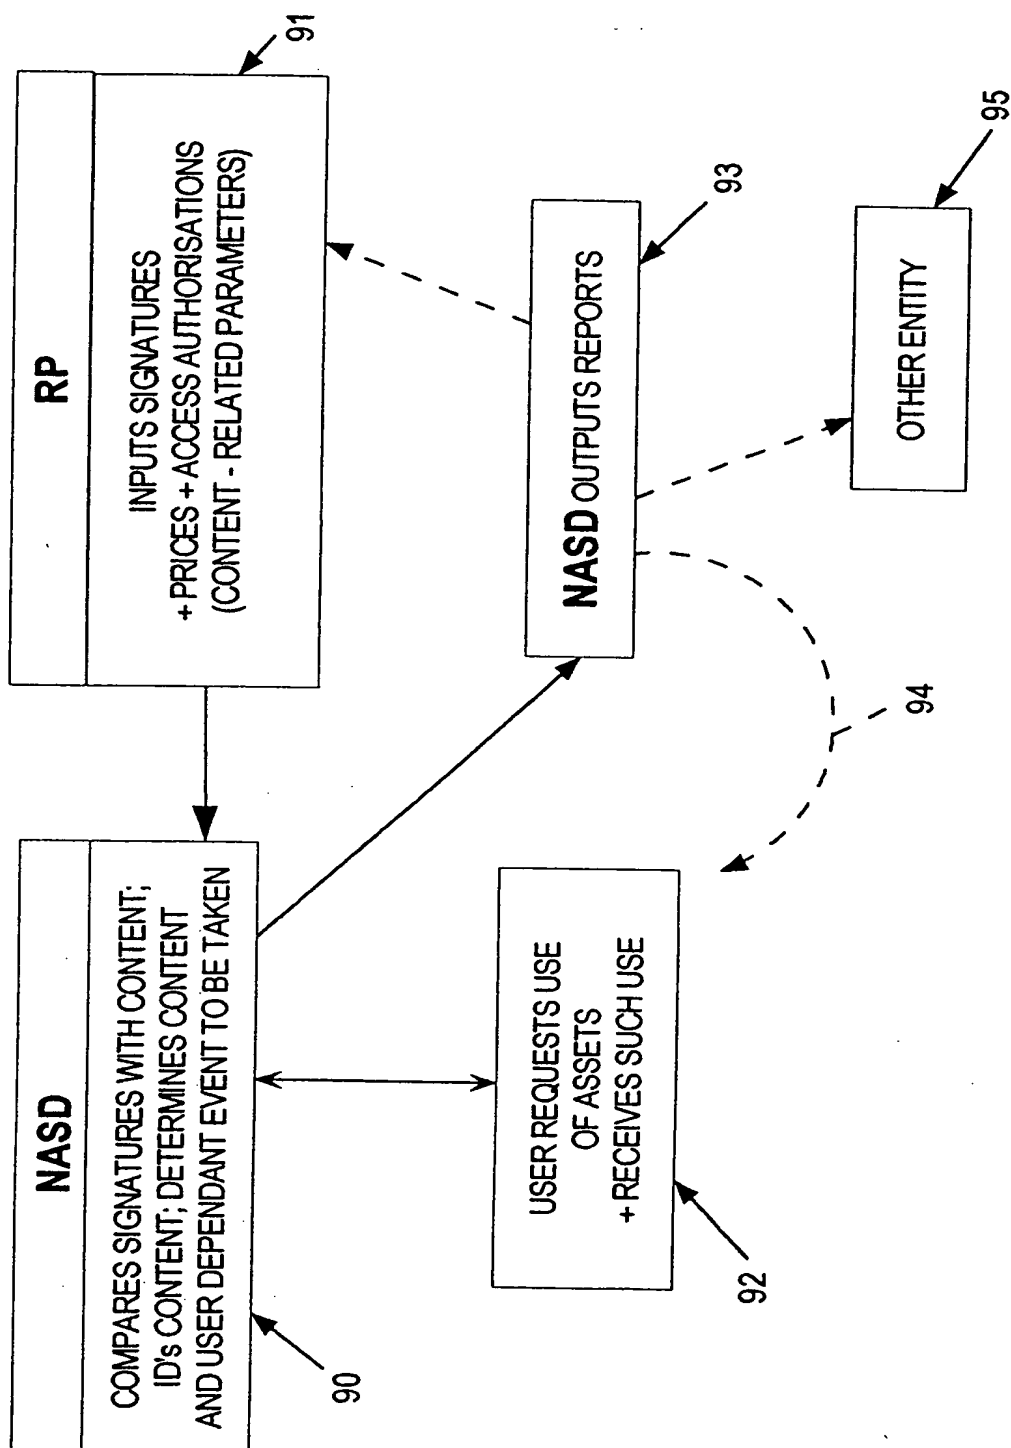 NASD
COMPARES SIGNATURES WITH CONTENT;
ID's CONTENT; DETERMINES CONTENT
AND USER DEPENDANT EVENT TO BE TAKEN
90
RP
INPUTS SIGNATURES
+ PRICES + ACCESS AUTHORISATIONS
(CONTENT - RELATED PARAMETERS)
91
USER REQUESTS USE
OF ASSETS
+ RECEIVES SUCH USE
92
NASD OUTPUTS REPORTS
93
94
OTHER ENTITY
95